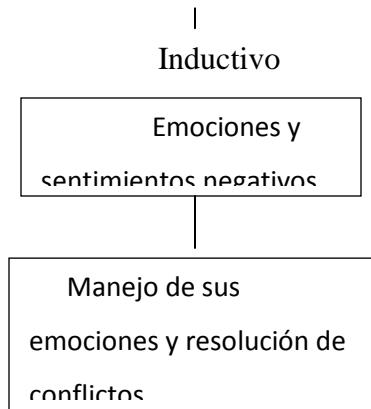 Inductivo
Emociones y
sentimientos negativos
Manejo de sus
emociones y resolución de
conflictos